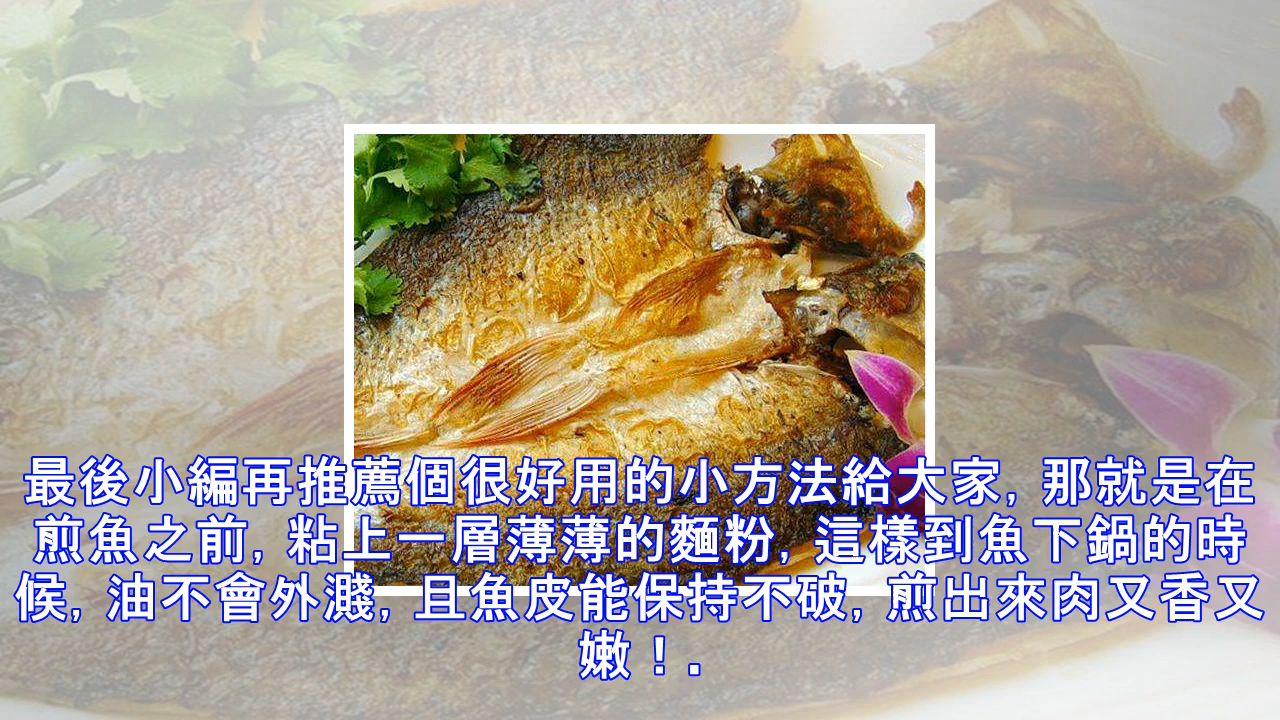 最後小編再推薦個很好用的小方法給大家, 那就是在
煎魚之前, 粘上一層薄薄的麵粉, 這樣到魚下鍋的時
候, 油不會外濺, 且魚皮能保持不破, 煎出來肉又香又
嫩！.